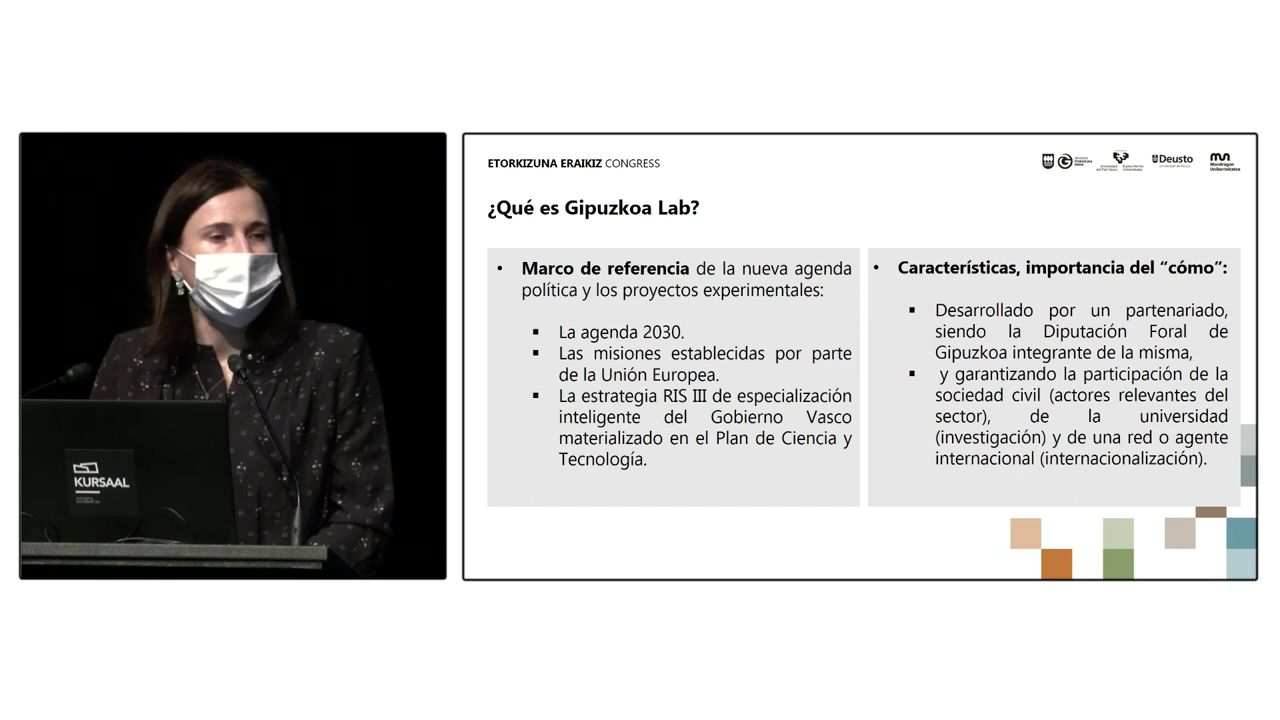 KURSAAL
ETORKIZUNA ERAIKIZ CONGRESS
Deusto
Mondragon
Unibertsitatea
¿Qué es Gipuzkoa Lab?
• Marco de referencia de la nueva agenda
política y los proyectos experimentales:
▪ La agenda 2030.
▪ Las misiones establecidas por parte
de la Unión Europea.
▪ La estrategia RIS III de especialización
inteligente del Gobierno Vasco
materializado en el Plan de Ciencia y
Tecnología.
• Características, importancia del “cómo”:
▪ Desarrollado por un partenariado,
siendo la Diputación Foral de
Gipuzkoa integrante de la misma,
▪ y garantizando la participación de la
sociedad civil (actores relevantes del
sector), de la universidad
(investigación) y de una red o agente
internacional (internacionalización).